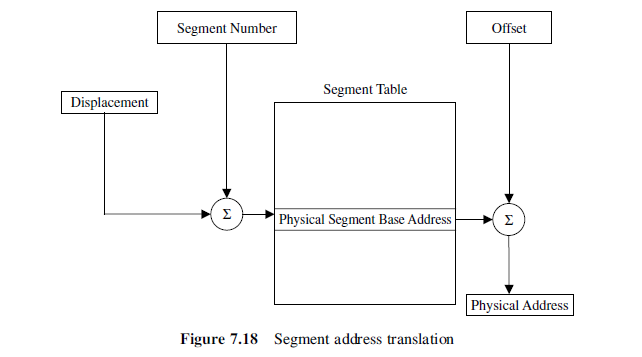 Segment Number
Offset
Segment Table
Displacement
Σ
Physical Segment Base Address
Σ
Physical Address
Figure 7.18 Segment address translation